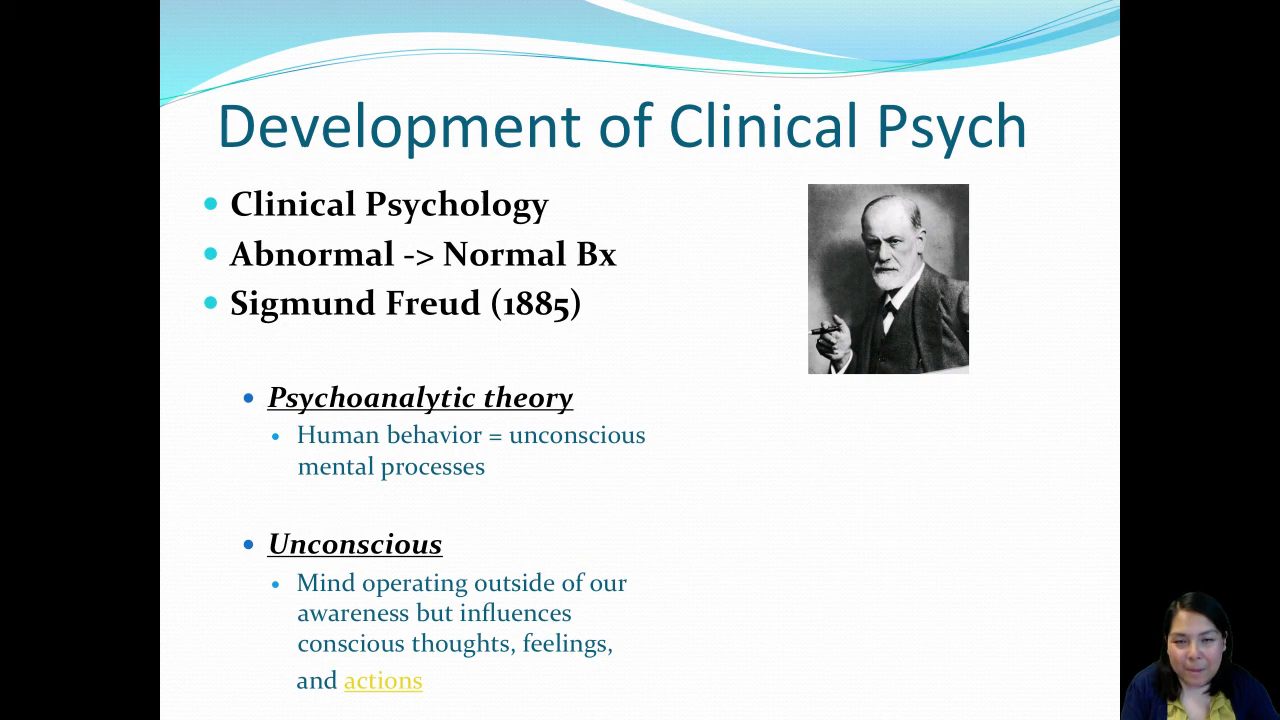 Development of Clinical Psych
Clinical Psychology
Abnormal -> Normal Bx
Sigmund Freud (1885)
Psychoanalytic theory
Human behavior = unconscious
mental processes
Unconscious
Mind operating outside of our
awareness but influences
conscious thoughts, feelings,
and actions